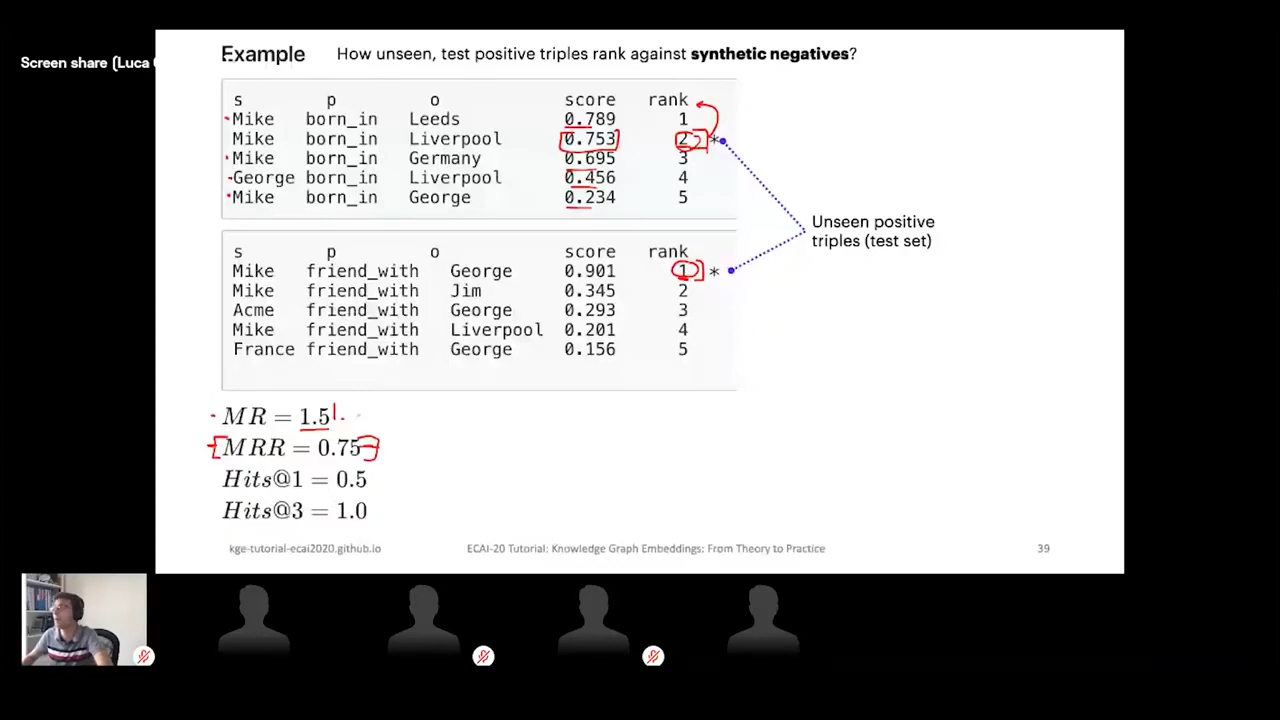 Screen share (Luca
Example How unseen, test positive triples rank against synthetic negatives?
s p o score rank
Mike born_in Leeds 0.789 1
Mike born_in Liverpool 0.753 2 *
Mike born_in Germany 0.695 3
George born_in Liverpool 0.456 4
Mike born_in George 0.234 5
Unseen positive
triples (test set)
s p o score rank
Mike friend_with George 0.901 1 *
Mike friend_with Jim 0.345 2
Acme friend_with George 0.293 3
Mike friend_with Liverpool 0.201 4
France friend_with George 0.156 5
MR = 1.5
MRR = 0.75
Hits@1 = 0.5
Hits@3 = 1.0
kge-tutorial-ecai2020.github.io ECAI-20 Tutorial: Knowledge Graph Embeddings: From Theory to Practice 39